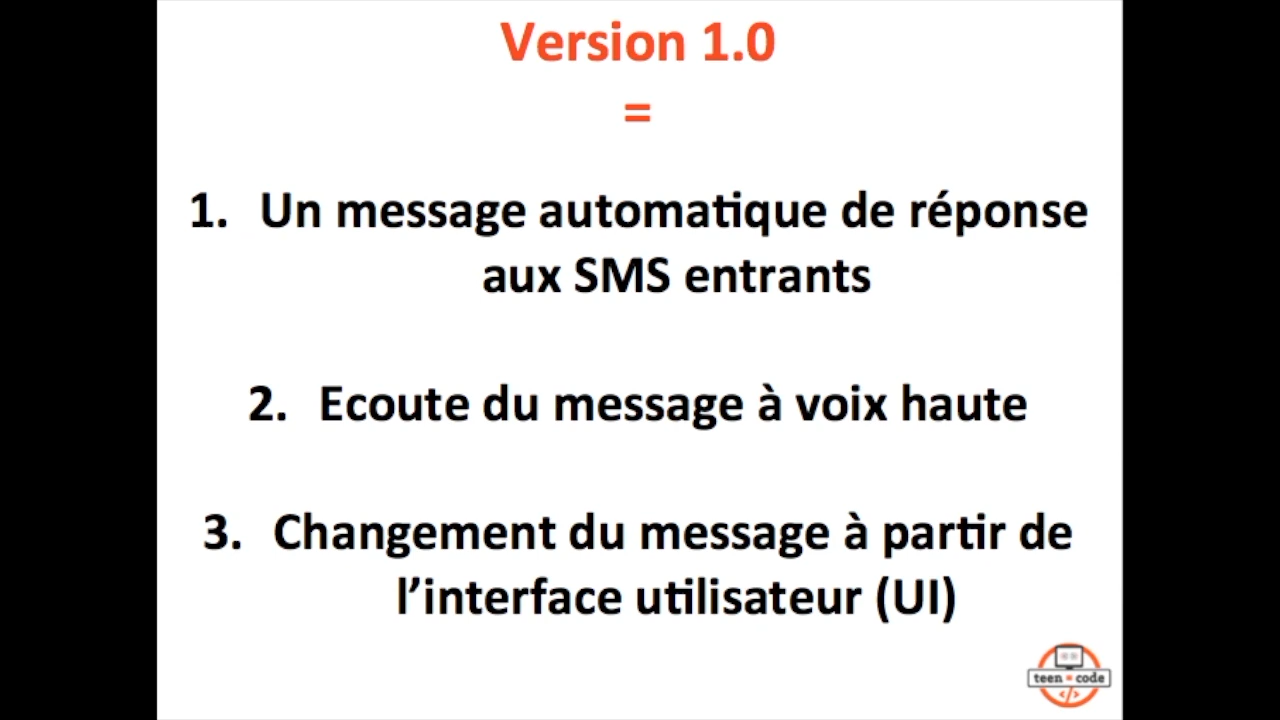 Version 1.0
=
1. Un message automatique de réponse
aux SMS entrants
2. Ecoute du message à voix haute
3. Changement du message à partir de
l’interface utilisateur (UI)
teen code
</>